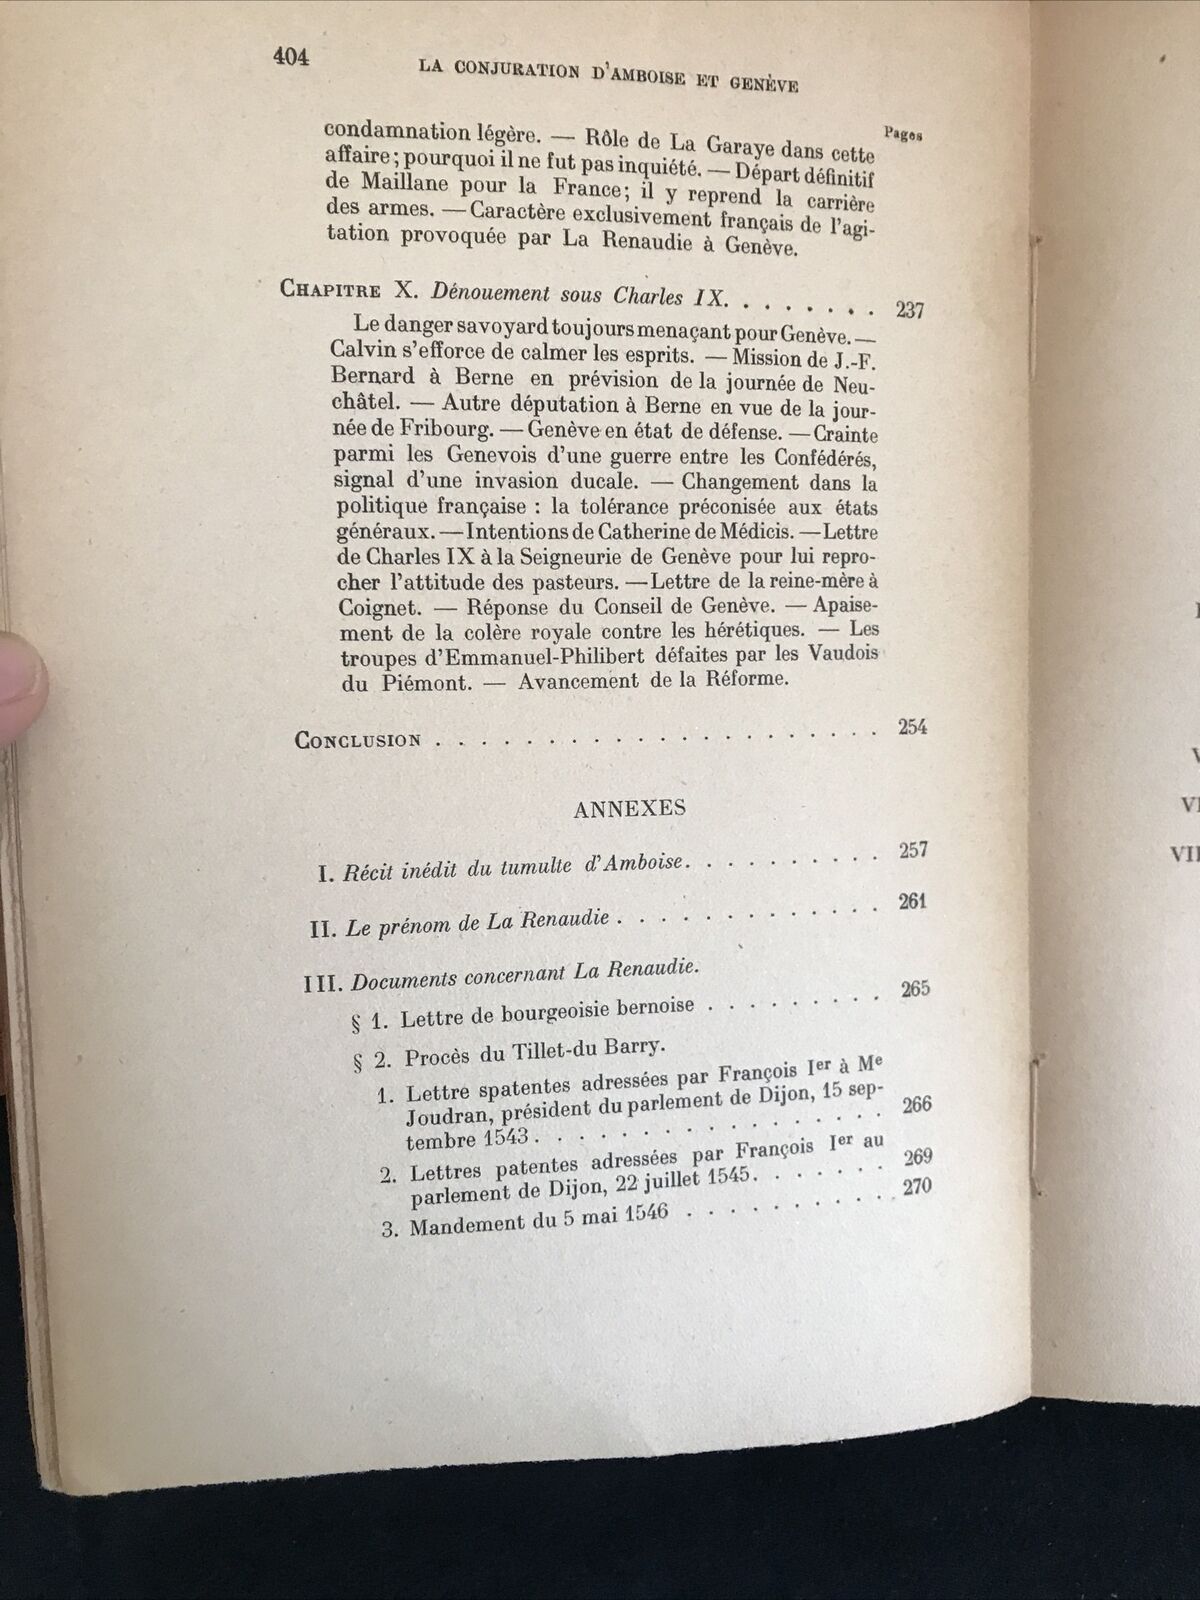 404
LA CONJURATION D'AMBOISE ET GENÈVE
Pages
condamnation légère. — Rôle de La Garaye dans cette
affaire ; pourquoi il ne fut pas inquiété. — Départ définitif
de Maillane pour la France ; il y reprend la carrière
des armes. — Caractère exclusivement français de l'agi-
tation provoquée par La Renaudie à Genève.
CHAPITRE X. Dénouement sous Charles IX. . . . . . . . 237
Le danger savoyard toujours menaçant pour Genève. —
Calvin s'efforce de calmer les esprits. — Mission de J.-F.
Bernard à Berne en prévision de la journée de Neu-
châtel. — Autre députation à Berne en vue de la jour-
née de Fribourg. — Genève en état de défense. — Crainte
parmi les Genevois d'une guerre entre les Confédérés,
signal d'une invasion ducale. — Changement dans la
politique française : la tolérance préconisée aux états
généraux. — Intentions de Catherine de Médicis. — Lettre
de Charles IX à la Seigneurie de Genève pour lui repro-
cher l'attitude des pasteurs. — Lettre de la reine-mère à
Coignet. — Réponse du Conseil de Genève. — Apaise-
ment de la colère royale contre les hérétiques. — Les
troupes d'Emmanuel-Philibert défaites par les Vaudois
du Piémont. — Avancement de la Réforme.
CONCLUSION . . . . . . . . . . . . . . . . . . . . 254
ANNEXES
I. Récit inédit du tumulte d'Amboise. . . . . . . . . . 257
II. Le prénom de La Renaudie . . . . . . . . . . . . 261
III. Documents concernant La Renaudie.
§ 1. Lettre de bourgeoisie bernoise . . . . . . . . . 265
§ 2. Procès du Tillet-du Barry.
1. Lettre spatentes adressées par François Ier à Me
Joudran, président du parlement de Dijon, 15 sep-
tembre 1543 . . . . . . . . . . . . . . 266
2. Lettres patentes adressées par François Ier au
parlement de Dijon, 22 juillet 1545. . . . . . . 269
3. Mandement du 5 mai 1546 . . . . . . . . . . 270